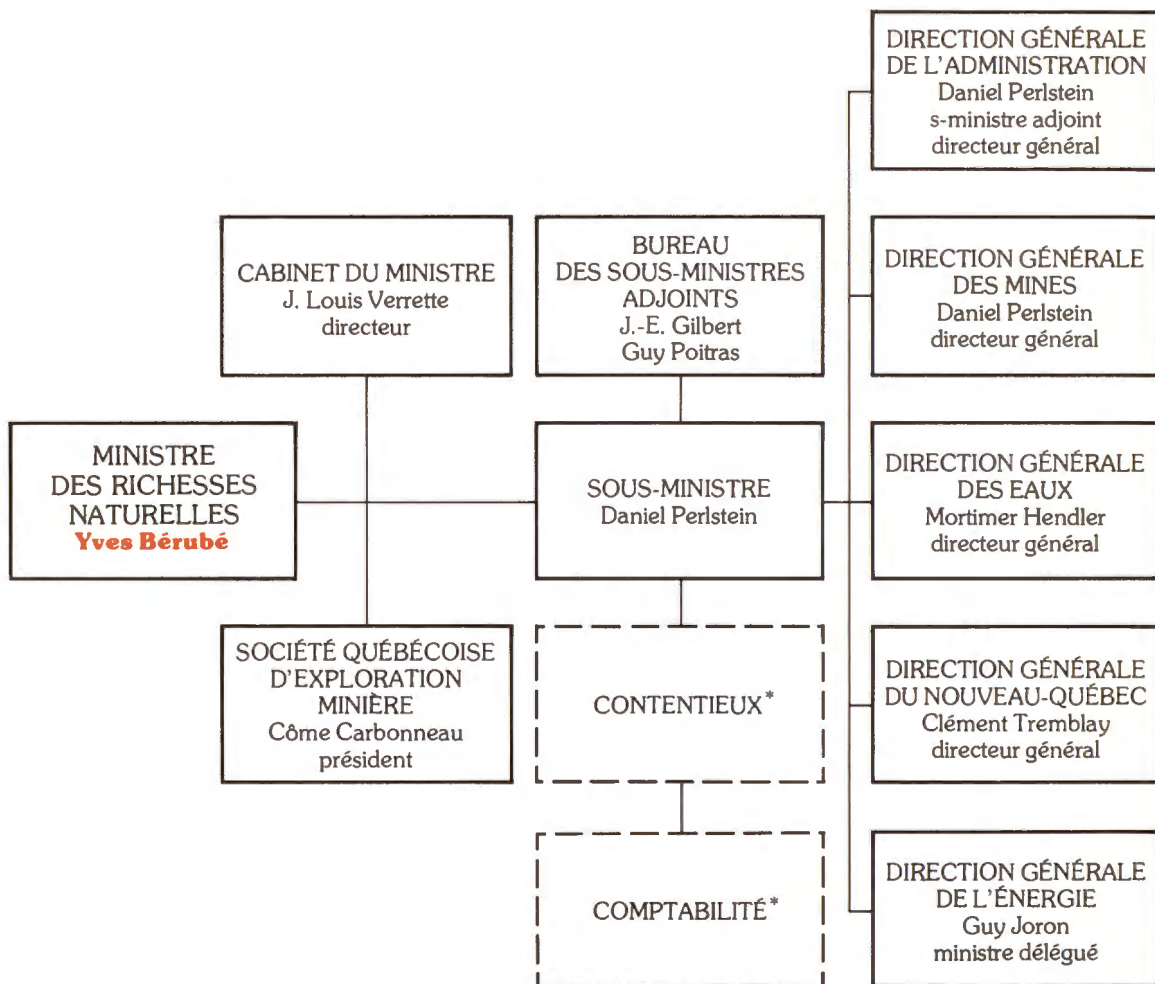 DIRECTION GÉNÉRALE
DE L'ADMINISTRATION
Daniel Perlstein
s-ministre adjoint
directeur général
CABINET DU MINISTRE
J. Louis Verrette
directeur
BUREAU
DES SOUS-MINISTRES
ADJOINTS
J.-E. Gilbert
Guy Poitras
DIRECTION GÉNÉRALE
DES MINES
Daniel Perlstein
directeur général
MINISTRE
DES RICHESSES
NATURELLES
Yves Bérubé
SOUS-MINISTRE
Daniel Perlstein
DIRECTION GÉNÉRALE
DES EAUX
Mortimer Hendler
directeur général
SOCIÉTÉ QUÉBÉCOISE
D'EXPLORATION
MINIÈRE
Côme Carbonneau
président
CONTENTIEUX*
DIRECTION GÉNÉRALE
DU NOUVEAU-QUÉBEC
Clément Tremblay
directeur général
COMPTABILITÉ*
DIRECTION GÉNÉRALE
DE L'ÉNERGIE
Guy Joron
ministre délégué